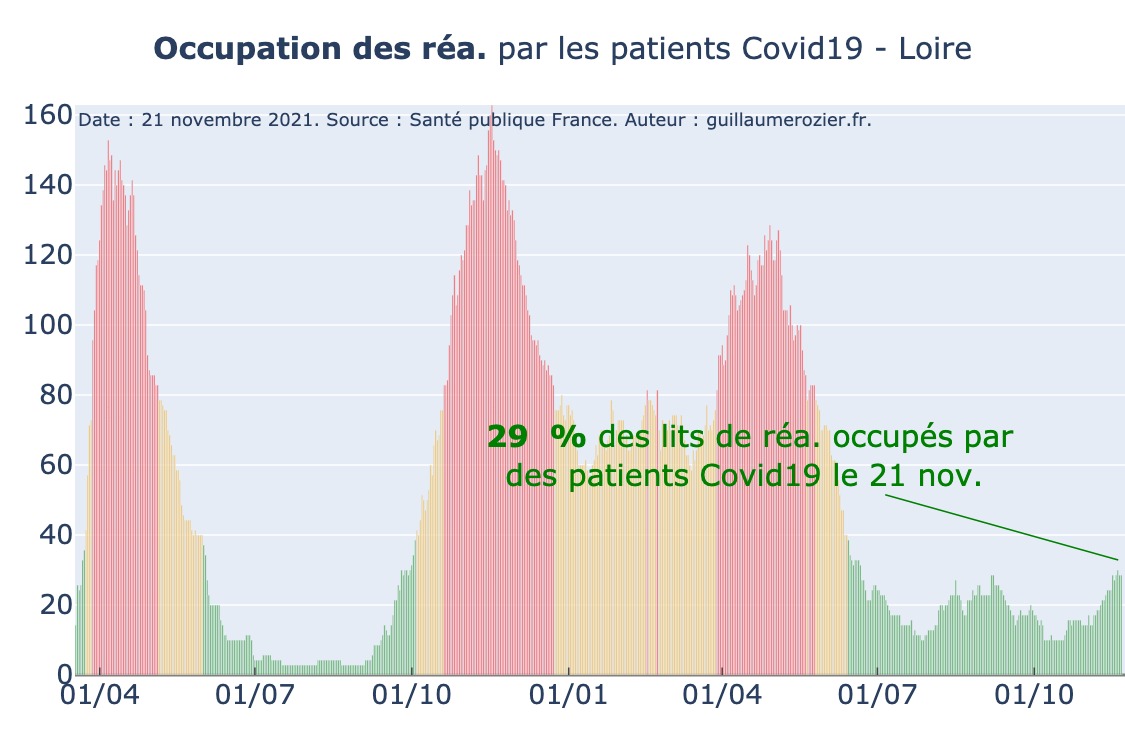 Occupation des réa. par les patients Covid19 - Loire
160
Date : 21 novembre 2021. Source : Santé publique France. Auteur : guillaumerozier.fr.
140
120
100
80
29 % des lits de réa. occupés par
60
des patients Covid19 le 21 nov.
40
20
0
01/04 01/07 01/10 01/01 01/04 01/07 01/10